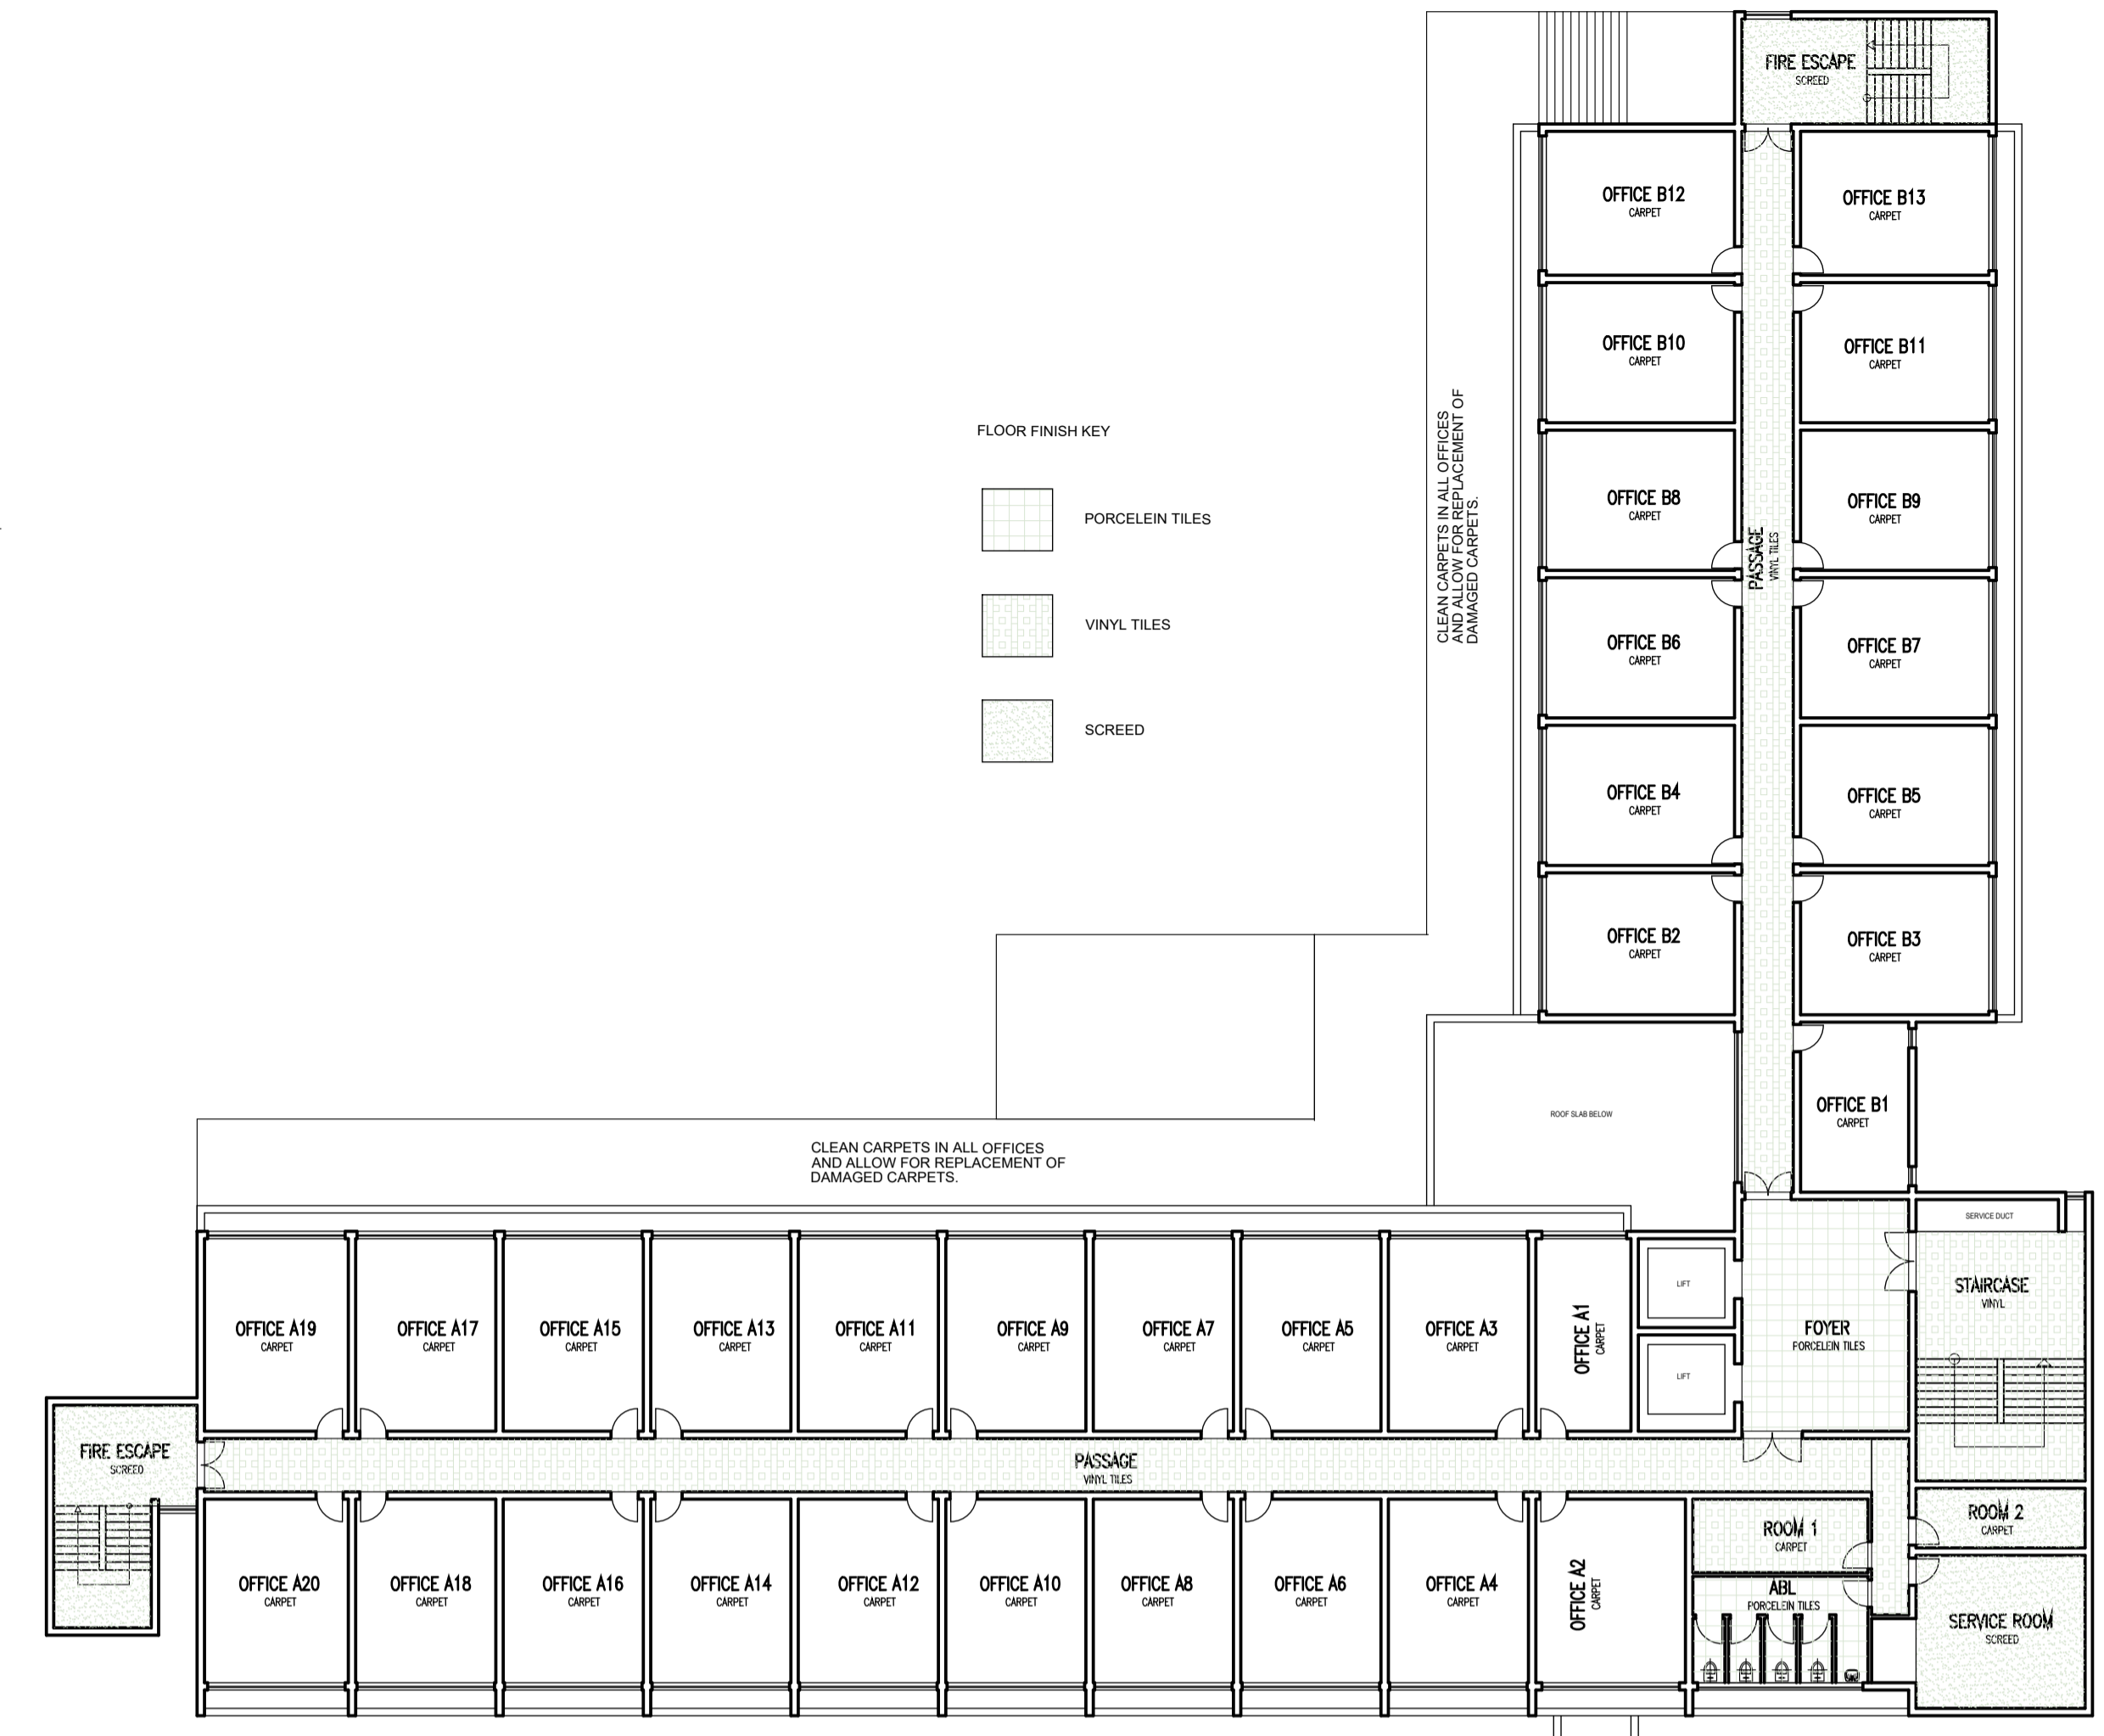 FIRE ESCAPE
SCREED
OFFICE B12
CARPET
OFFICE B13
CARPET
OFFICE B10
CARPET
OFFICE B11
CARPET
FLOOR FINISH KEY
PORCELEIN TILES
VINYL TILES
SCREED
CLEAN CARPETS IN ALL OFFICES
AND ALLOW FOR REPLACEMENT OF
DAMAGED CARPETS.
OFFICE B8
CARPET
OFFICE B9
CARPET
PASSAGE
VINYL TILES
OFFICE B6
CARPET
OFFICE B7
CARPET
OFFICE B4
CARPET
OFFICE B5
CARPET
OFFICE B2
CARPET
OFFICE B3
CARPET
ROOF SLAB BELOW
OFFICE B1
CARPET
CLEAN CARPETS IN ALL OFFICES
AND ALLOW FOR REPLACEMENT OF
DAMAGED CARPETS.
SERVICE DUCT
STAIRCASE
VINYL
LIFT
LIFT
FOYER
PORCELEIN TILES
OFFICE A19
CARPET
OFFICE A17
CARPET
OFFICE A15
CARPET
OFFICE A13
CARPET
OFFICE A11
CARPET
OFFICE A9
CARPET
OFFICE A7
CARPET
OFFICE A5
CARPET
OFFICE A3
CARPET
OFFICE A1
CARPET
FIRE ESCAPE
SCREED
PASSAGE
VINYL TILES
OFFICE A20
CARPET
OFFICE A18
CARPET
OFFICE A16
CARPET
OFFICE A14
CARPET
OFFICE A12
CARPET
OFFICE A10
CARPET
OFFICE A8
CARPET
OFFICE A6
CARPET
OFFICE A4
CARPET
OFFICE A2
CARPET
ROOM 1
CARPET
ABL
PORCELEIN TILES
ROOM 2
CARPET
SERVICE ROOM
SCREED